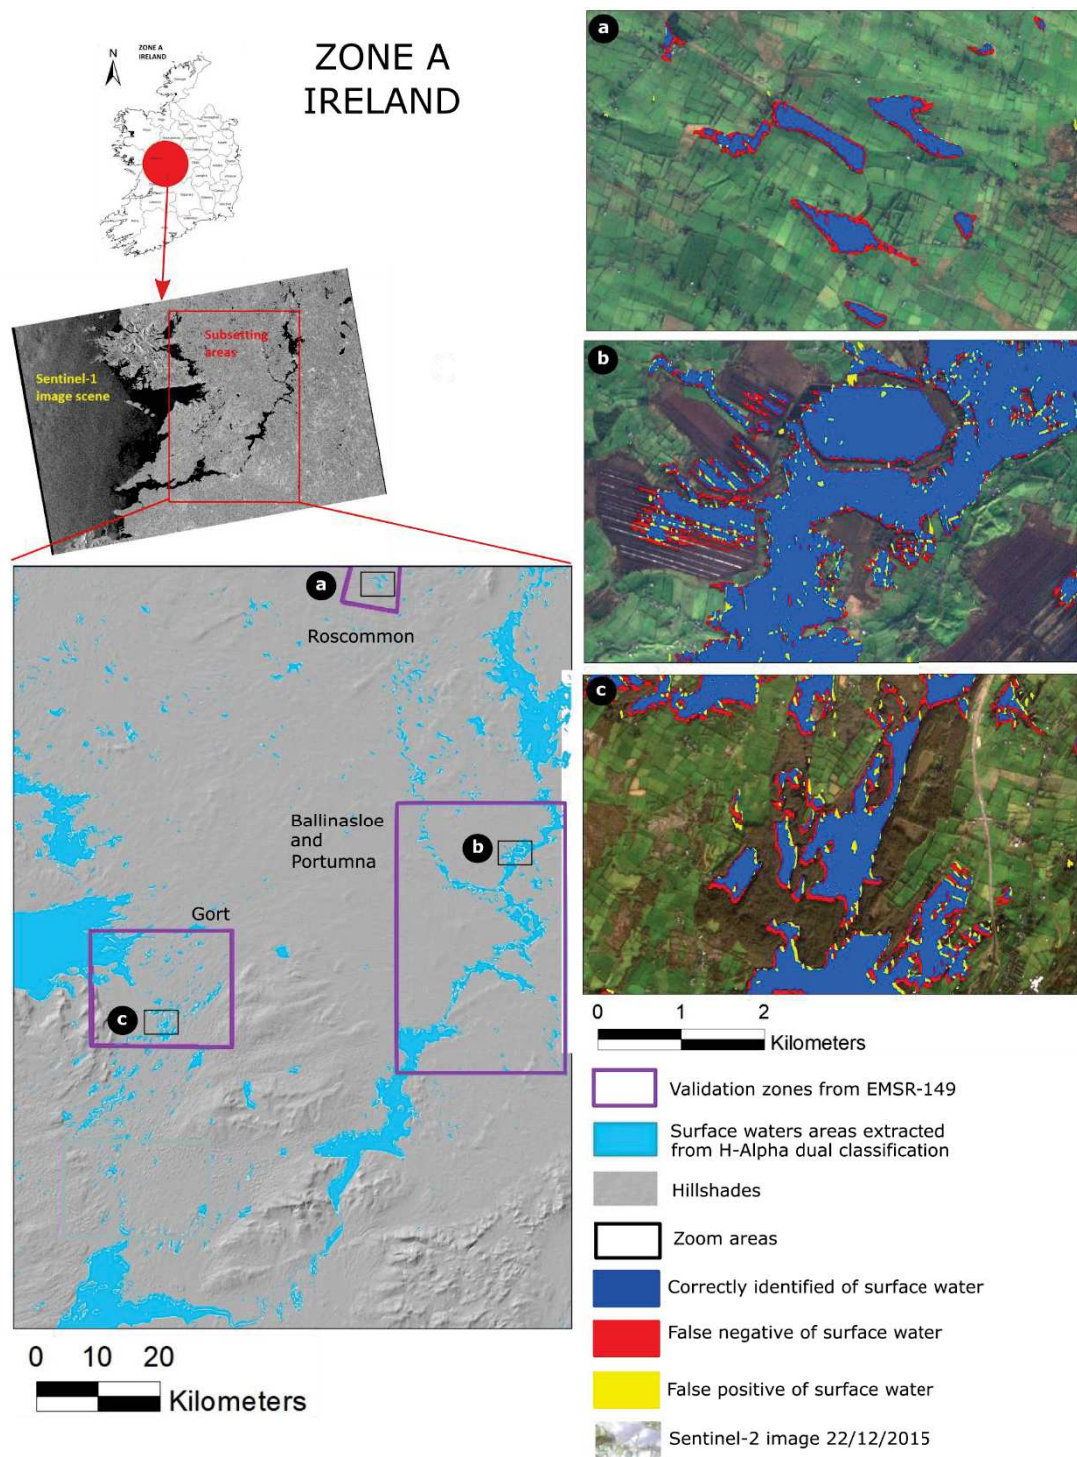 ZONE A
IRELAND
N
ZONE A
IRELAND
Sentinel-1
image scene
Subsetting
areas
a
Roscommon
Ballinasloe
and
Portumna
b
Gort
c
0 10 20
Kilometers
a
b
c
0 1 2
Kilometers
Validation zones from EMSR-149
Surface waters areas extracted
from H-Alpha dual classification
Hillshades
Zoom areas
Correctly identified of surface water
False negative of surface water
False positive of surface water
Sentinel-2 image 22/12/2015